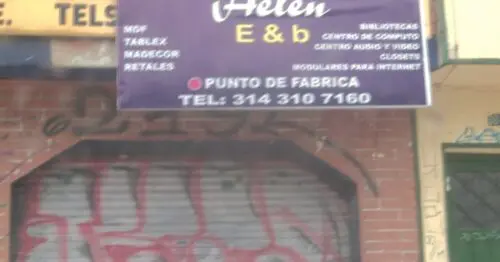 E. TELS
Helen
E & b
MDF
TABLEX
MADECOR
RETALES
BIBLIOTECAS
CENTRO DE COMPUTO
CENTRO AUDIO Y VIDEO
CLOSETS
MODULARES PARA INTERNET
PUNTO DE FABRICA
TEL: 314 310 7160